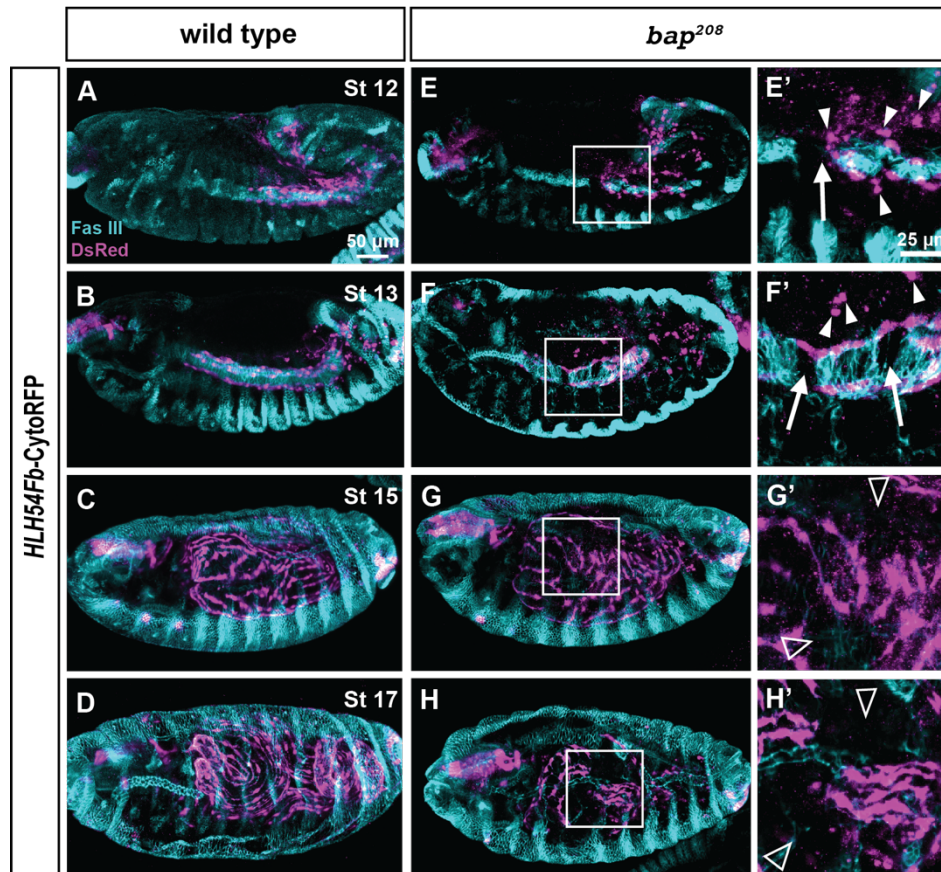 wild type
bap²⁰⁸
HLH54Fb-CytoRFP
A
St 12
Fas III
DsRed
50 µm
E
E'
25 µm
B
St 13
F
F'
C
St 15
G
G'
D
St 17
H
H'